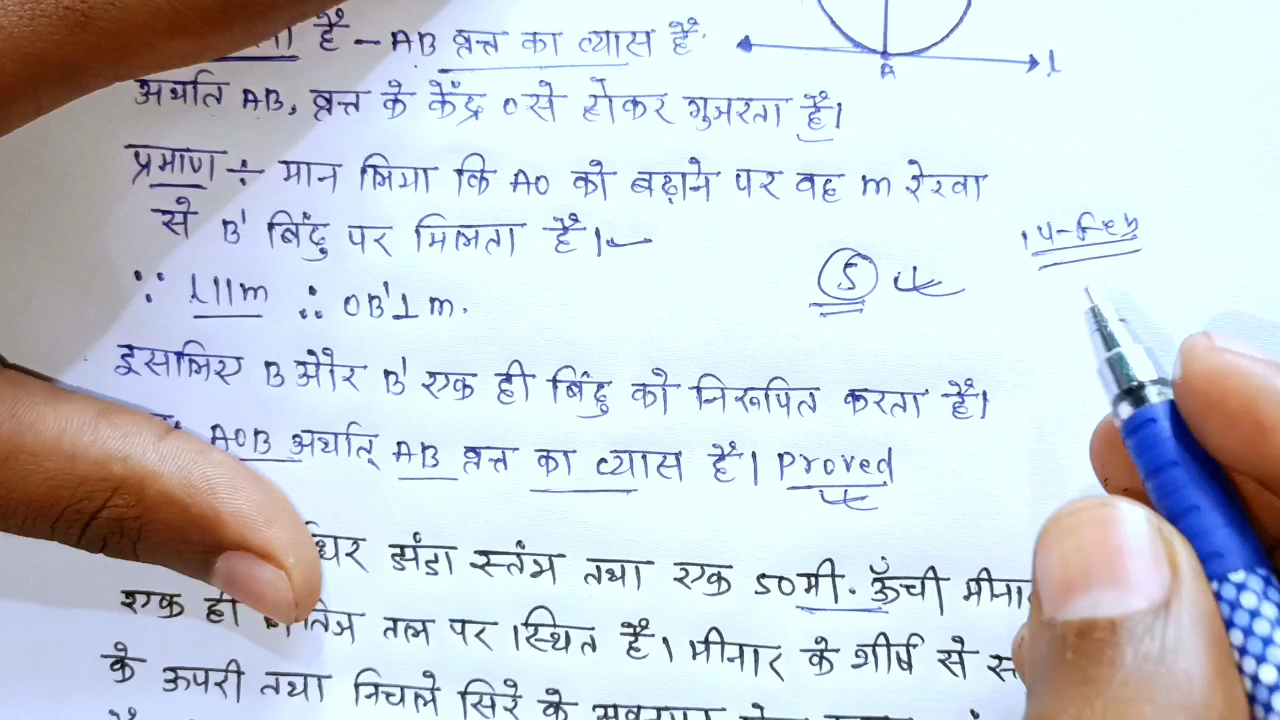 है - AB वृत्त का व्यास है
A
l
अर्थात AB, वृत्त के केंद्र O से होकर गुजरता है।
प्रमाण ÷ मान लिया कि AO को बढ़ाने पर वह m रेखा
से B' बिंदु पर मिलता है।
14-Feb
∵ l||m ∴ OB'⊥m.
5
इसलिए B और B' एक ही बिंदु को निरूपित करता है।
AOB अर्थात् AB वृत्त का व्यास है। Proved
झंडा स्तंभ तथा एक 50मी. ऊँची
एक ही तल पर स्थित है। मीनार के शीर्ष से
के ऊपरी तथा निचले सिरे के